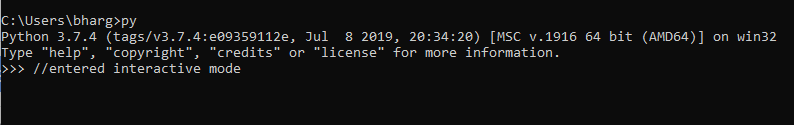 C:\Users\bharg>py
Python 3.7.4 (tags/v3.7.4:e09359112e, Jul  8 2019, 20:34:20) [MSC v.1916 64 bit (AMD64)] on win32
Type "help", "copyright", "credits" or "license" for more information.
>>> //entered interactive mode